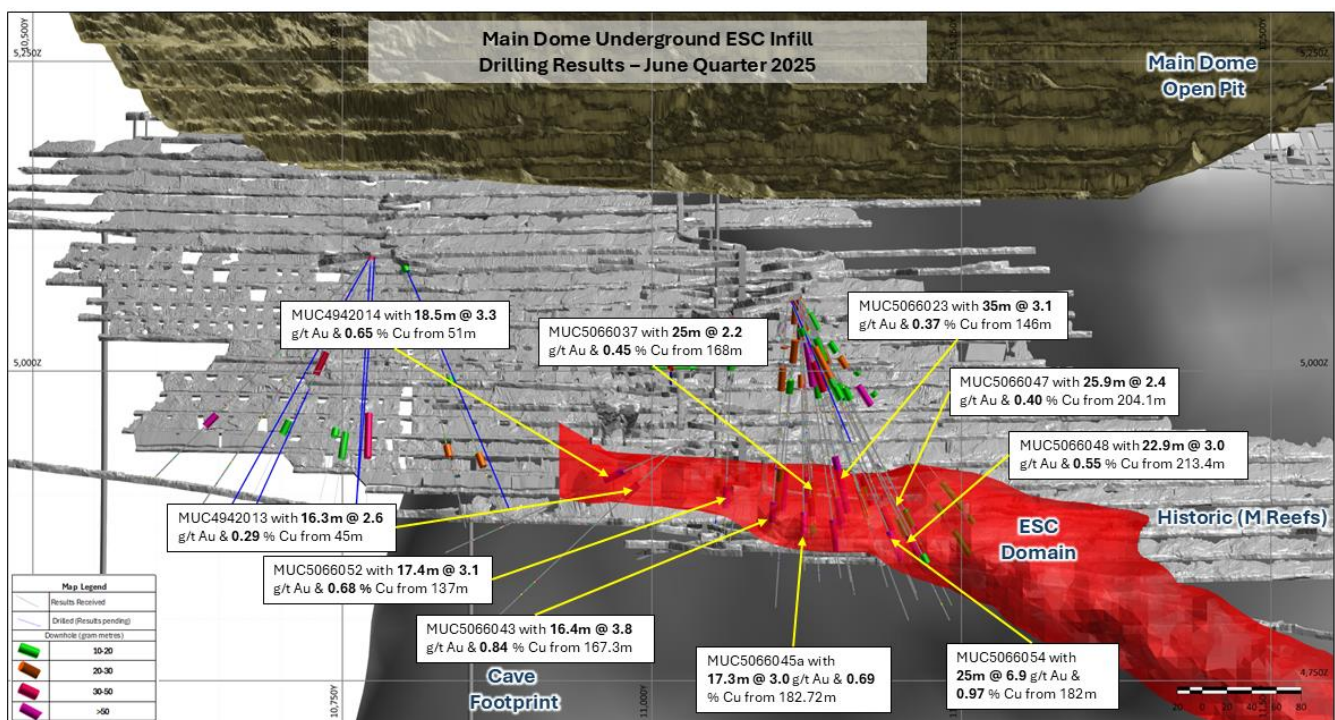 Main Dome Underground ESC Infill
Drilling Results – June Quarter 2025
10,500Y
5,250Z
5,250Z
Main Dome
Open Pit
MUC4942014 with 18.5m @ 3.3
g/t Au & 0.65 % Cu from 51m
MUC5066037 with 25m @ 2.2
g/t Au & 0.45 % Cu from 168m
MUC5066023 with 35m @ 3.1
g/t Au & 0.37 % Cu from 146m
5,000Z
5,000Z
MUC5066047 with 25.9m @ 2.4
g/t Au & 0.40 % Cu from 204.1m
MUC5066048 with 22.9m @ 3.0
g/t Au & 0.55 % Cu from 213.4m
MUC4942013 with 16.3m @ 2.6
g/t Au & 0.29 % Cu from 45m
ESC
Domain
Historic (M Reefs)
MUC5066052 with 17.4m @ 3.1
g/t Au & 0.68 % Cu from 137m
MUC5066043 with 16.4m @ 3.8
g/t Au & 0.84 % Cu from 167.3m
MUC5066045a with
17.3m @ 3.0 g/t Au & 0.69
% Cu from 182.72m
MUC5066054 with
25m @ 6.9 g/t Au &
0.97 % Cu from 182m
Cave
Footprint
4,750Z
10,750Y
11,000Y
Map Legend
Results Received
Drilled (Results pending)
Downhole (gram metres)
10-20
20-30
30-50
>50
20 0 20 40 60 80